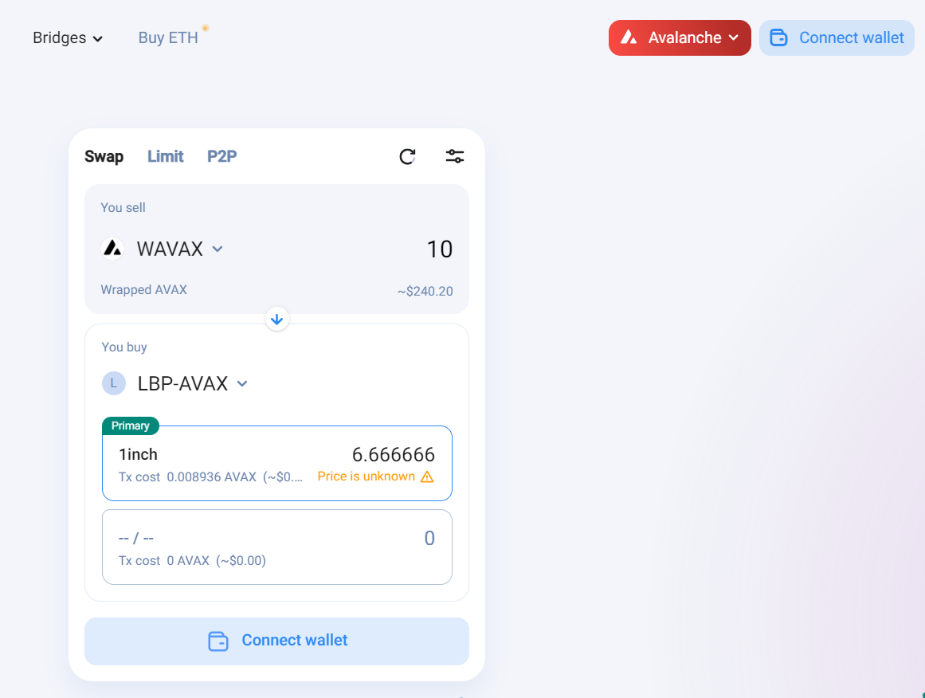 Bridges Buy ETH Avalanche Connect wallet
Swap Limit P2P
You sell
WAVAX 10
Wrapped AVAX ~$240.20
You buy
L LBP-AVAX
Primary
1inch 6.666666
Tx cost 0.008936 AVAX (~$0.... Price is unknown
-- / -- 0
Tx cost 0 AVAX (~$0.00)
Connect wallet